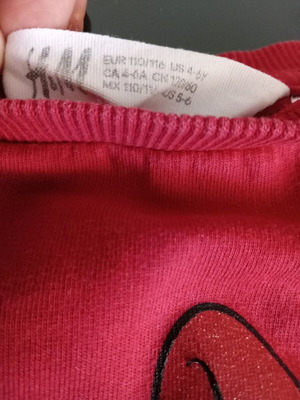 H&M
EUR 110/116 US 4-6Y
CA 4-6A CN 120/60
MX 110/116 US 5-6